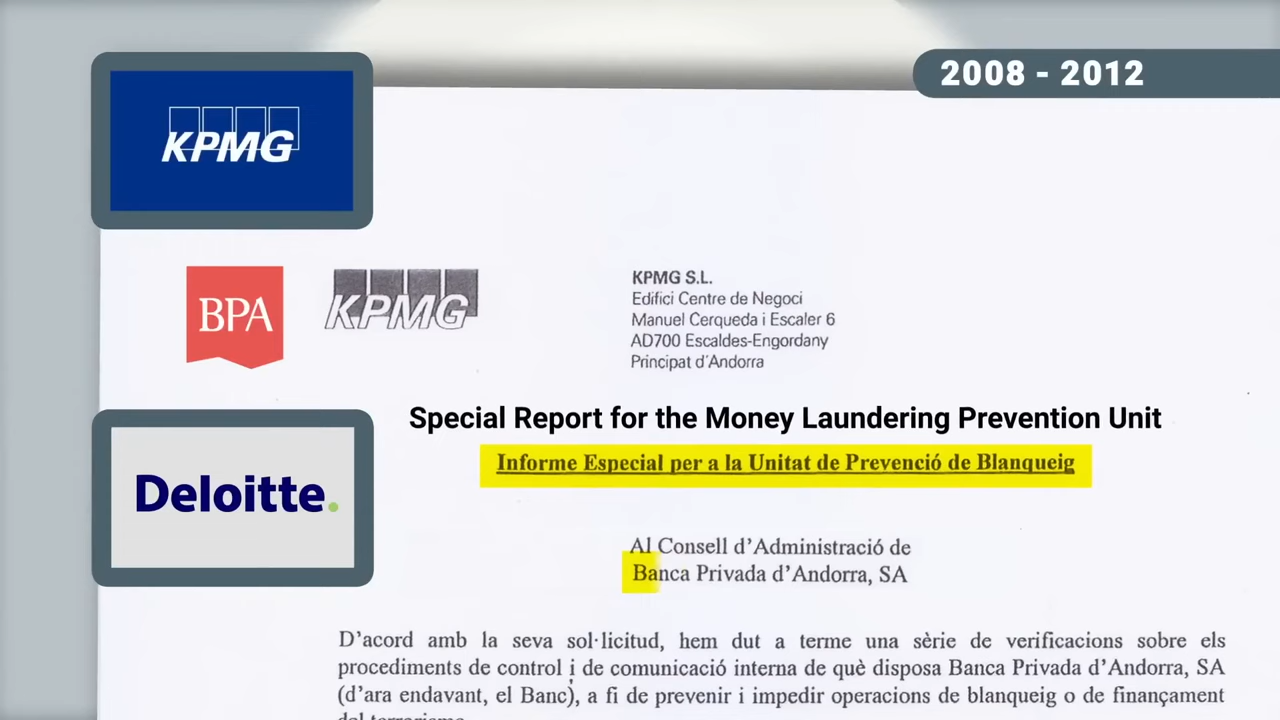 KPMG
2008 - 2012
BPA
KPMG
KPMG S.L.
Edifici Centre de Negoci
Manuel Cerqueda i Escaler 6
AD700 Escaldes-Engordany
Principat d'Andorra
Deloitte.
Special Report for the Money Laundering Prevention Unit
Informe Especial per a la Unitat de Prevenció de Blanqueig
Al Consell d'Administració de
Banca Privada d'Andorra, SA
D'acord amb la seva sol·licitud, hem dut a terme una sèrie de verificacions sobre els
procediments de control i de comunicació interna de què disposa Banca Privada d'Andorra, SA
(d'ara endavant, el Banc), a fi de prevenir i impedir operacions de blanqueig o de finançament